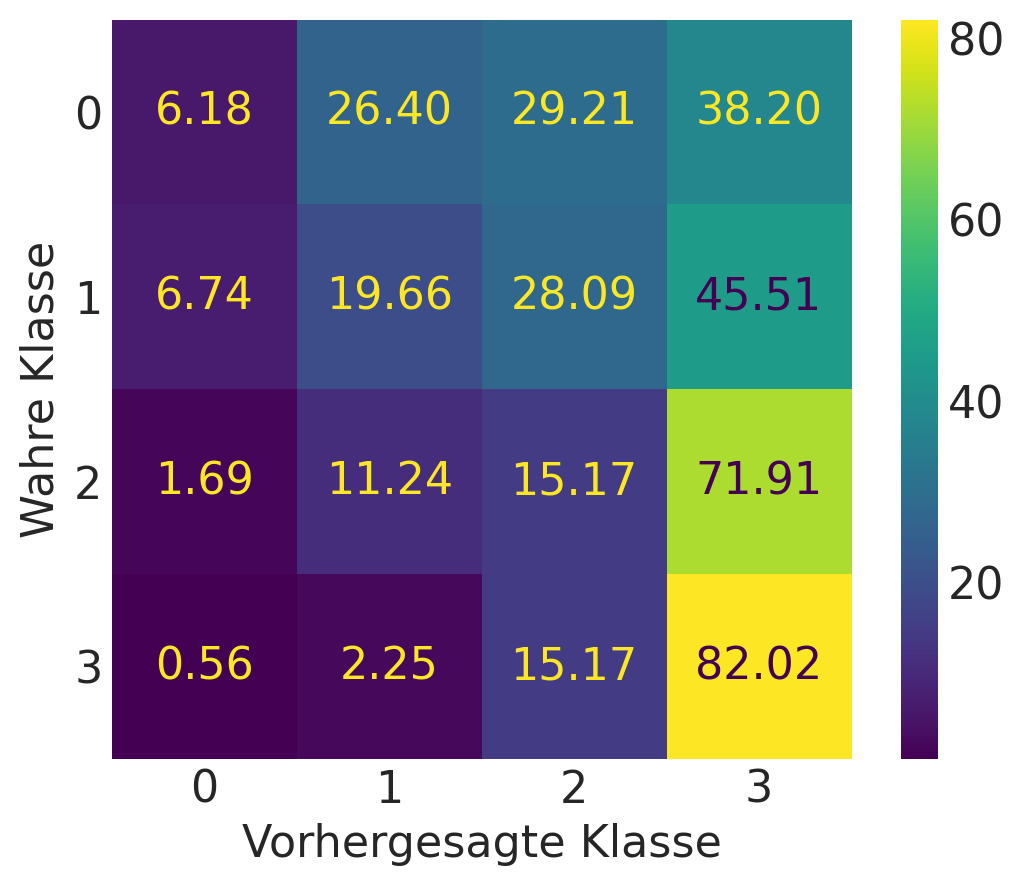 0 6.18 26.40 29.21 38.20
1 6.74 19.66 28.09 45.51
2 1.69 11.24 15.17 71.91
3 0.56 2.25 15.17 82.02
0 1 2 3
Vorhergesagte Klasse
Wahre Klasse
80
60
40
20